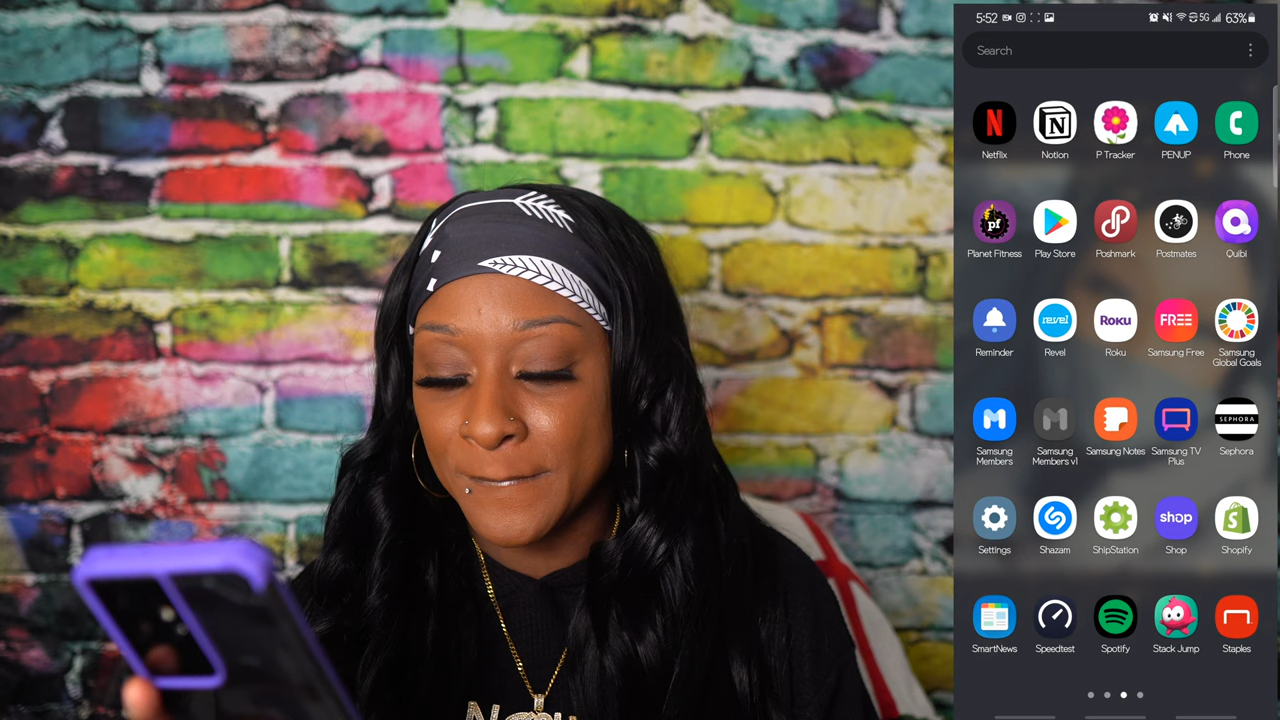 5:52 5G 63%
Search
N N
Netflix Notion P Tracker PENUP Phone
pf
Planet Fitness Play Store Poshmark Postmates Quibi
revel Roku FREE
Reminder Revel Roku Samsung Free Samsung Global Goals
SEPHORA
Samsung Members Samsung Members v1 Samsung Notes Samsung TV Plus Sephora
shop S
Settings Shazam ShipStation Shop Shopify
SmartNews Speedtest Spotify Stack Jump Staples